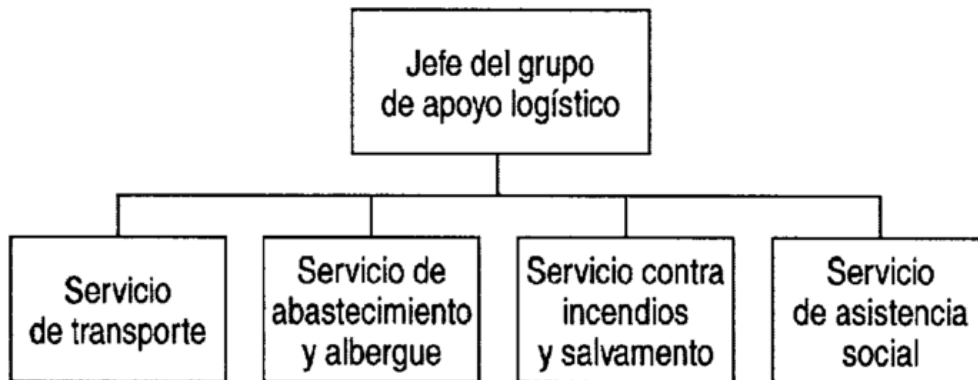 Jefe del grupo
de apoyo logístico
Servicio
de transporte
Servicio de
abastecimiento
y albergue
Servicio contra
incendios
y salvamento
Servicio
de asistencia
social